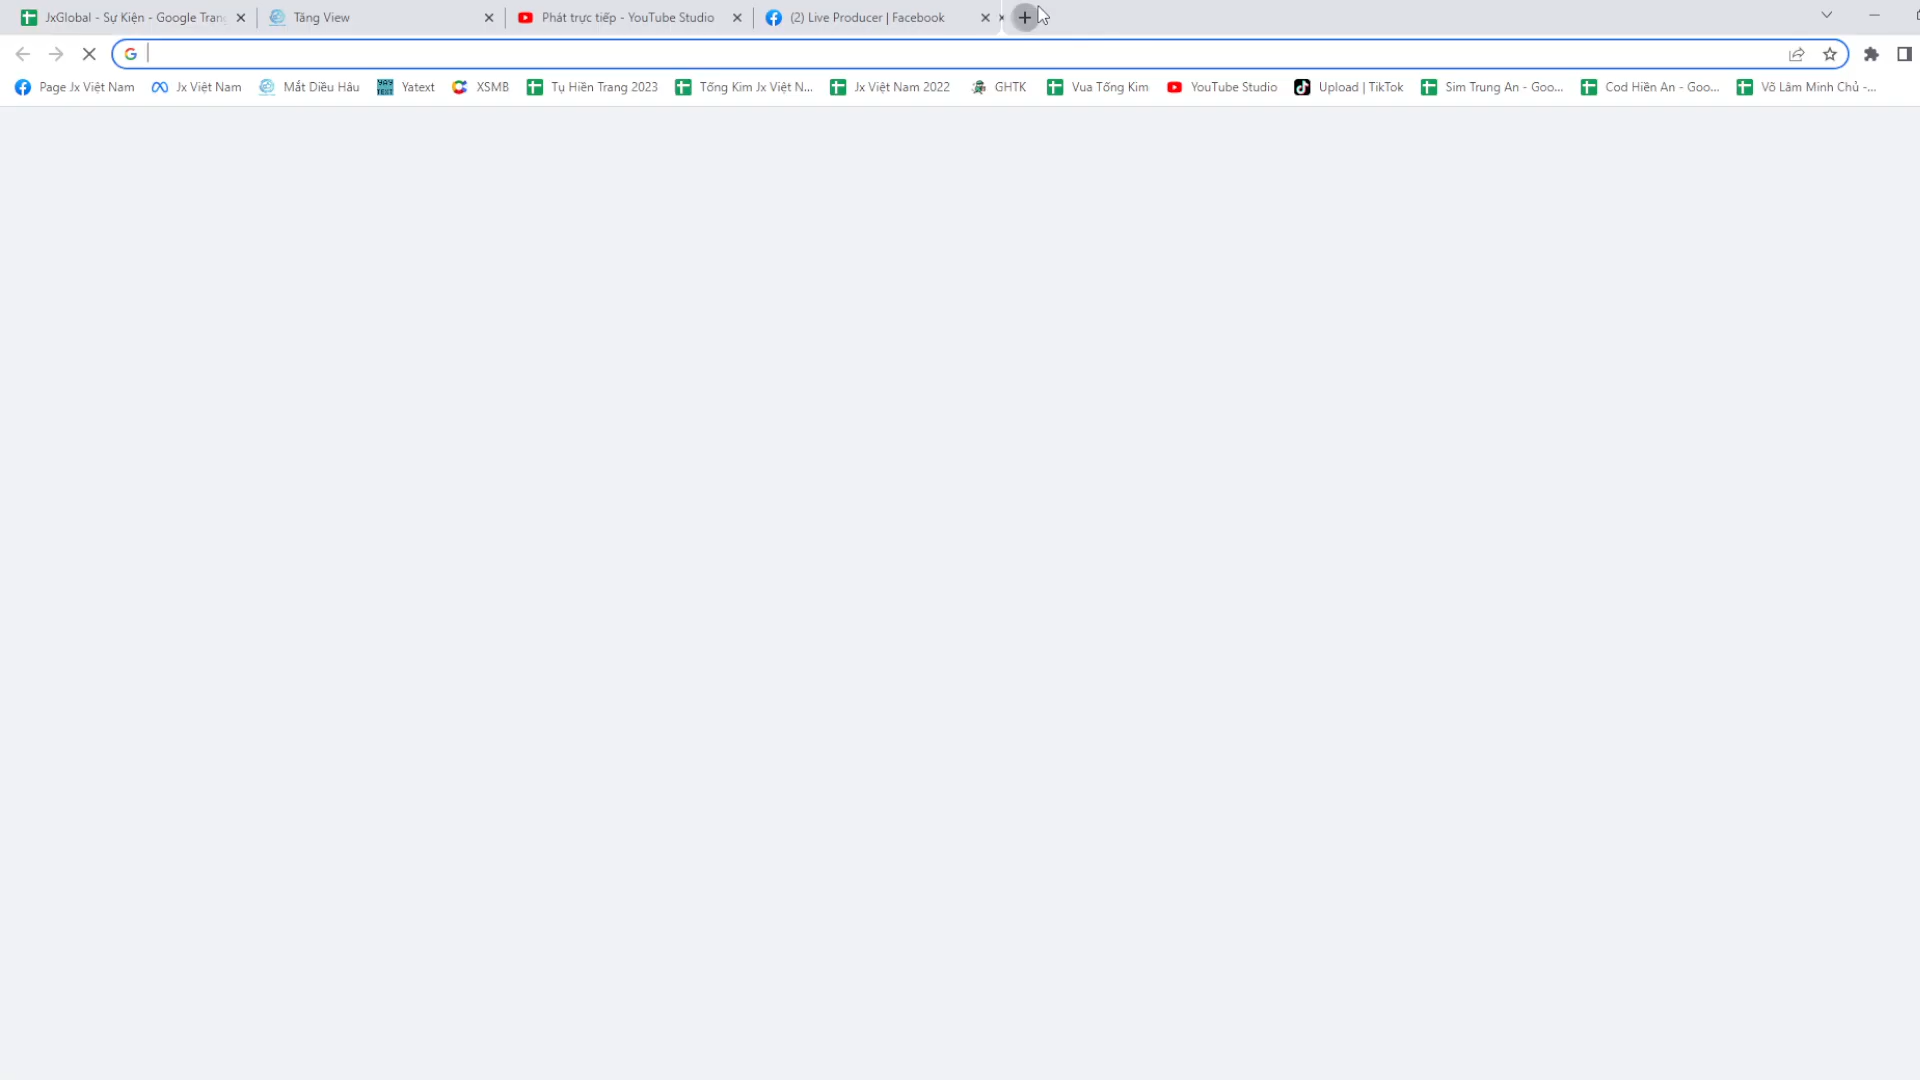 JxGlobal - Sự Kiện - Google Tran
Tăng View
Phát trực tiếp - YouTube Studio
(2) Live Producer | Facebook
Page Jx Việt Nam
Jx Việt Nam
Mắt Diều Hâu
YAY TEXT
Yatext
XSMB
Tụ Hiền Trang 2023
Tống Kim Jx Việt N...
Jx Việt Nam 2022
GHTK
Vua Tống Kim
YouTube Studio
Upload | TikTok
Sim Trung An - Goo...
Cod Hiền An - Goo...
Võ Lâm Minh Chủ -...